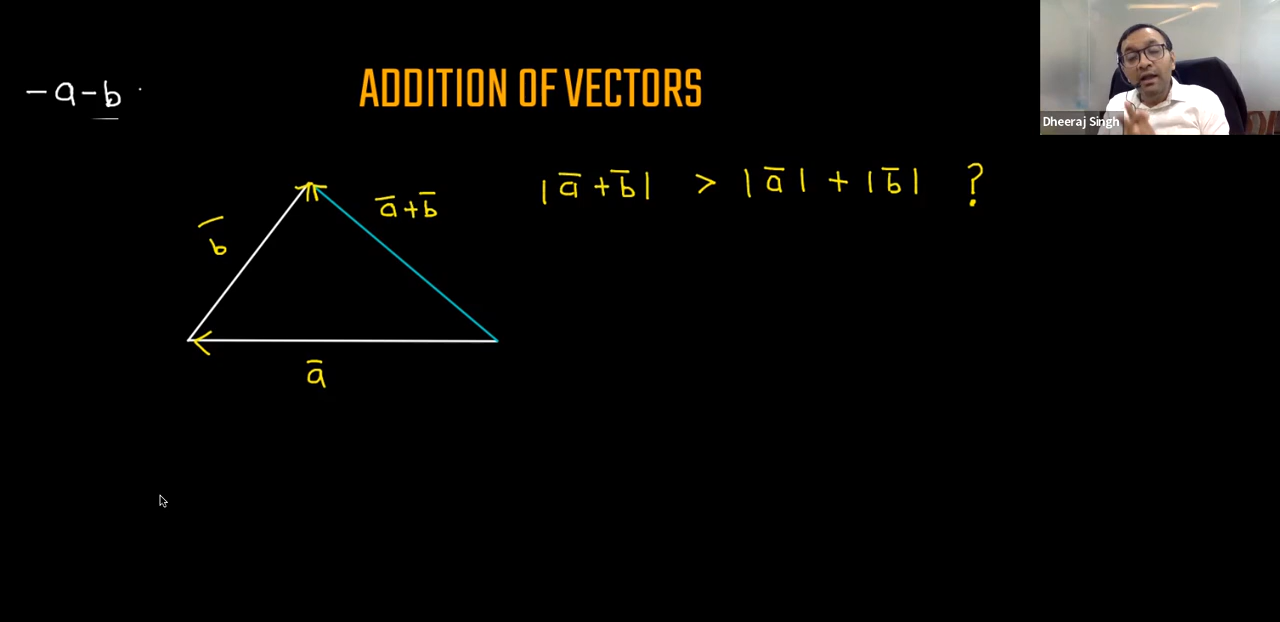 ADDITION OF VECTORS
-a-b
Dheeraj Singh
|a̅+b̅| > |a̅| + |b̅| ?
a̅+b̅
b̅
a̅